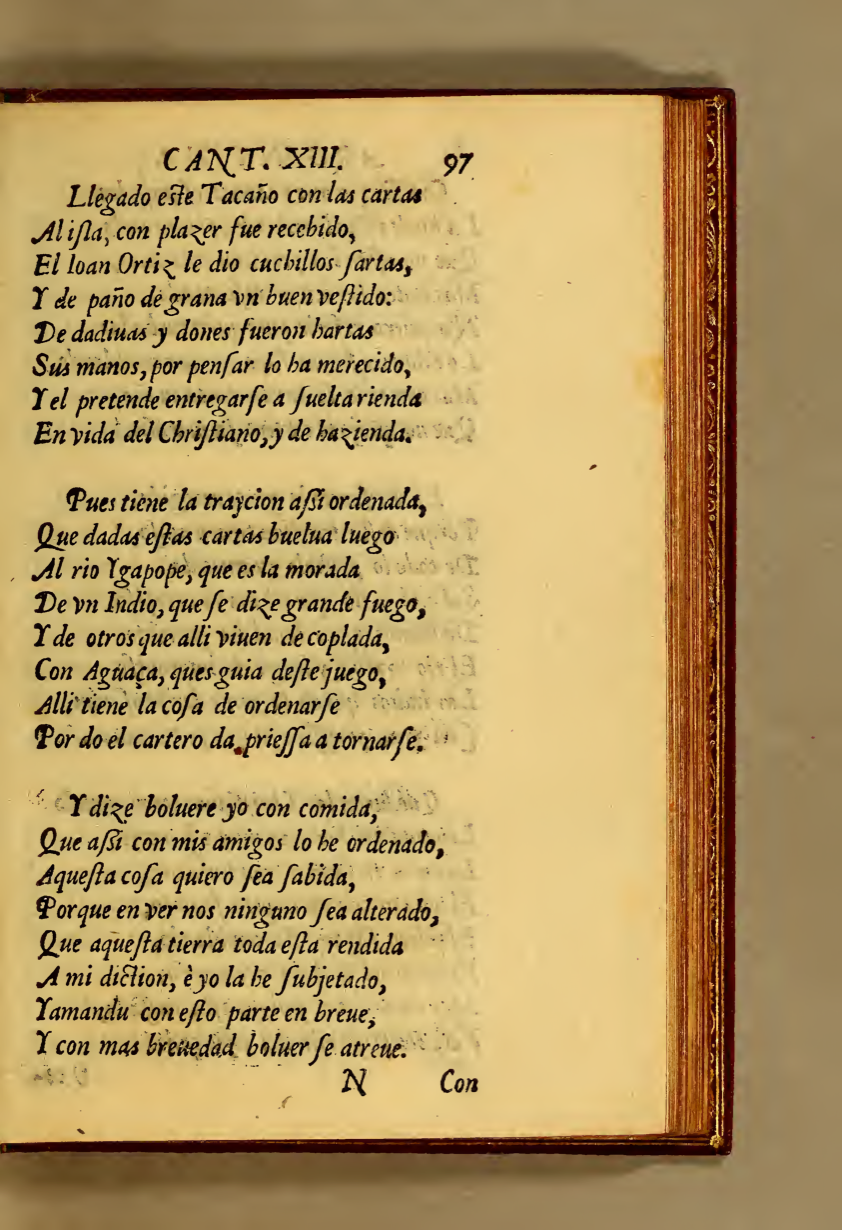 CANT. XIII. 97
Llegado este Tacaño con las cartas
Al isla, con plazer fue recebido,
El Ioan Ortiz le dio cuchillos sartas,
Y de paño de grana vn buen vestido:
De dadiuas y dones fueron hartas
Sus manos, por pensar lo ha merecido,
Y el pretende entregarse a suelta rienda
En vida del Christiano, y de hazienda.
Pues tiene la traycion assi ordenada,
Que dadas estas cartas buelua luego
Al rio Ygapope, que es la morada
De vn Indio, que se dize grande fuego,
Y de otros que alli viuen de coplada,
Con Aguaça, ques guia deste juego,
Alli tiene la cosa de ordenarse
Por do el cartero da priessa a tornarse.
Y dize boluere yo con comida,
Que assi con mis amigos lo he ordenado,
Aquesta cosa quiero sea sabida,
Porque en ver nos ninguno sea alterado,
Que aquesta tierra toda esta rendida
A mi diction, è yo la he subjetado,
Yamandu con esto parte en breue,
Y con mas breuedad boluer se atreue.
N Con